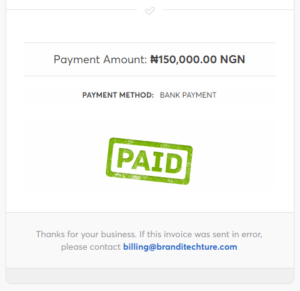 Payment Amount: ₦150,000.00 NGN
PAYMENT METHOD: BANK PAYMENT
PAID
Thanks for your business. If this invoice was sent in error,
please contact billing@branditechture.com